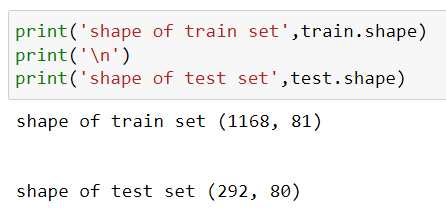 print('shape of train set',train.shape)
print('\n')
print('shape of test set',test.shape)
shape of train set (1168, 81)
shape of test set (292, 80)